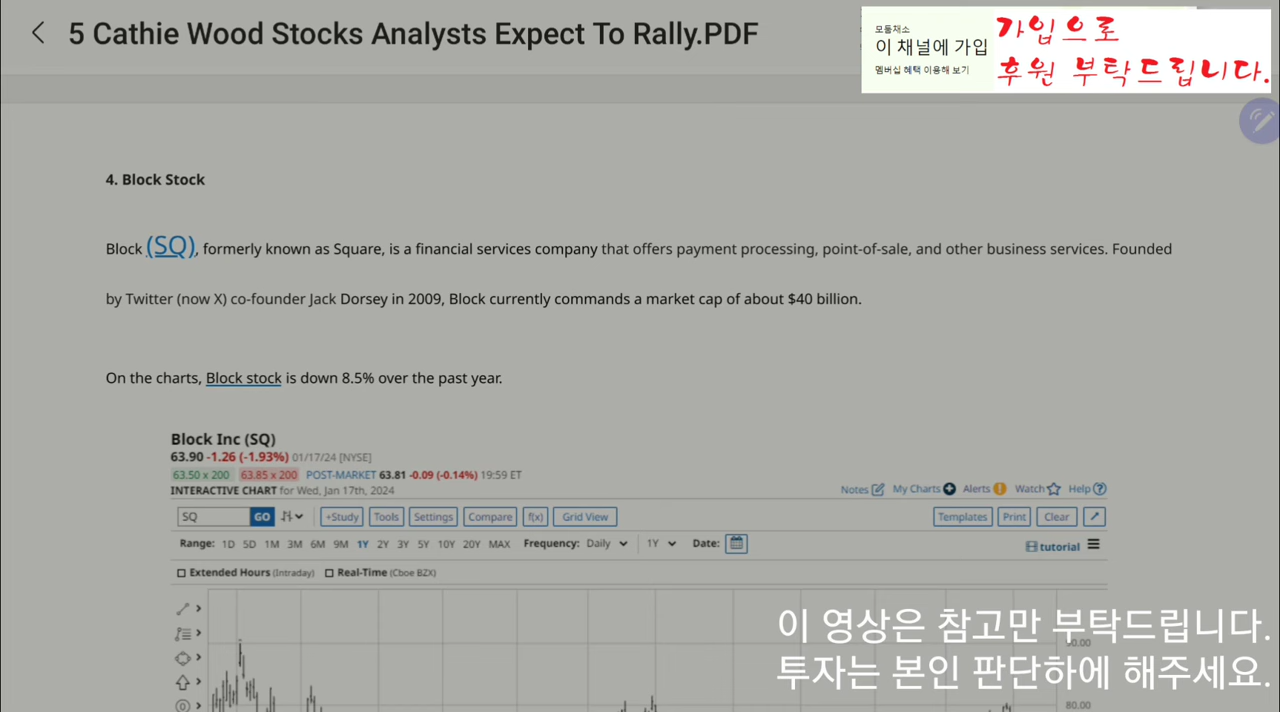 5 Cathie Wood Stocks Analysts Expect To Rally.PDF
모둠채소
이 채널에 가입
멤버십 혜택 이용해 보기
가입으로
후원 부탁드립니다.
4. Block Stock
Block (SQ), formerly known as Square, is a financial services company that offers payment processing, point-of-sale, and other business services. Founded
by Twitter (now X) co-founder Jack Dorsey in 2009, Block currently commands a market cap of about $40 billion.
On the charts, Block stock is down 8.5% over the past year.
Block Inc (SQ)
63.90 -1.26 (-1.93%) 01/17/24 [NYSE]
63.50 x 200 63.85 x 200 POST-MARKET 63.81 -0.09 (-0.14%) 19:59 ET
INTERACTIVE CHART for Wed, Jan 17th, 2024
Notes My Charts Alerts Watch Help
SQ GO +Study Tools Settings Compare f(x) Grid View Templates Print Clear
Range: 1D 5D 1M 3M 6M 9M 1Y 2Y 3Y 5Y 10Y 20Y MAX Frequency: Daily 1Y Date: tutorial
Extended Hours (Intraday) Real-Time (Cboe BZX)
이 영상은 참고만 부탁드립니다.
90.00
투자는 본인 판단하에 해주세요.
80.00